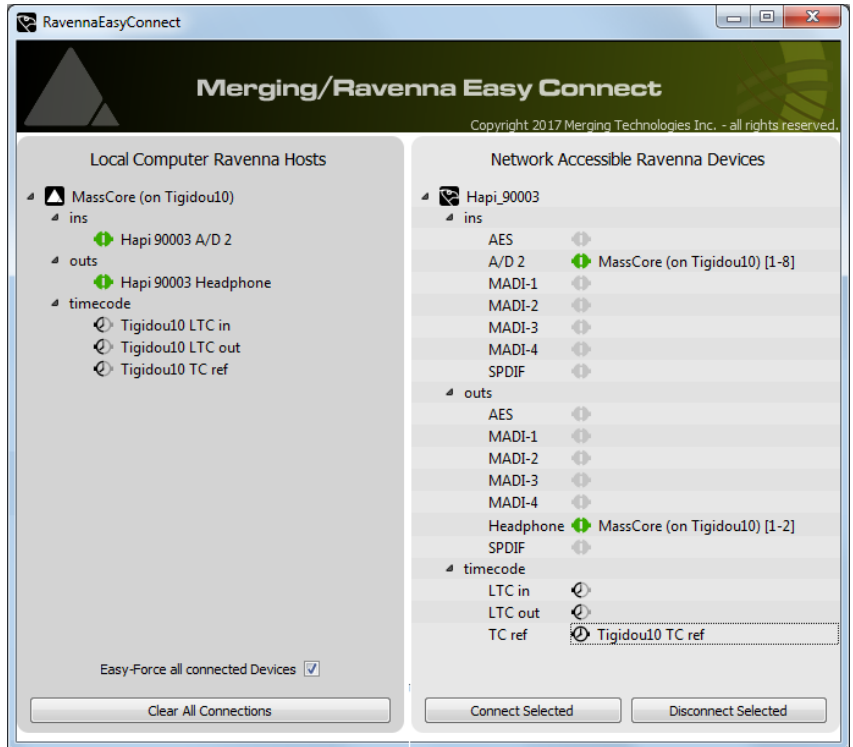 RavennaEasyConnect
Merging/Ravenna Easy Connect
Copyright 2017 Merging Technologies Inc. - all rights reserved.
Local Computer Ravenna Hosts
MassCore (on Tigidou10)
ins
Hapi 90003 A/D 2
outs
Hapi 90003 Headphone
timecode
Tigidou10 LTC in
Tigidou10 LTC out
Tigidou10 TC ref
Easy-Force all connected Devices
Clear All Connections
Network Accessible Ravenna Devices
Hapi_90003
ins
AES
A/D 2 MassCore (on Tigidou10) [1-8]
MADI-1
MADI-2
MADI-3
MADI-4
SPDIF
outs
AES
MADI-1
MADI-2
MADI-3
MADI-4
Headphone MassCore (on Tigidou10) [1-2]
SPDIF
timecode
LTC in
LTC out
TC ref Tigidou10 TC ref
Connect Selected Disconnect Selected